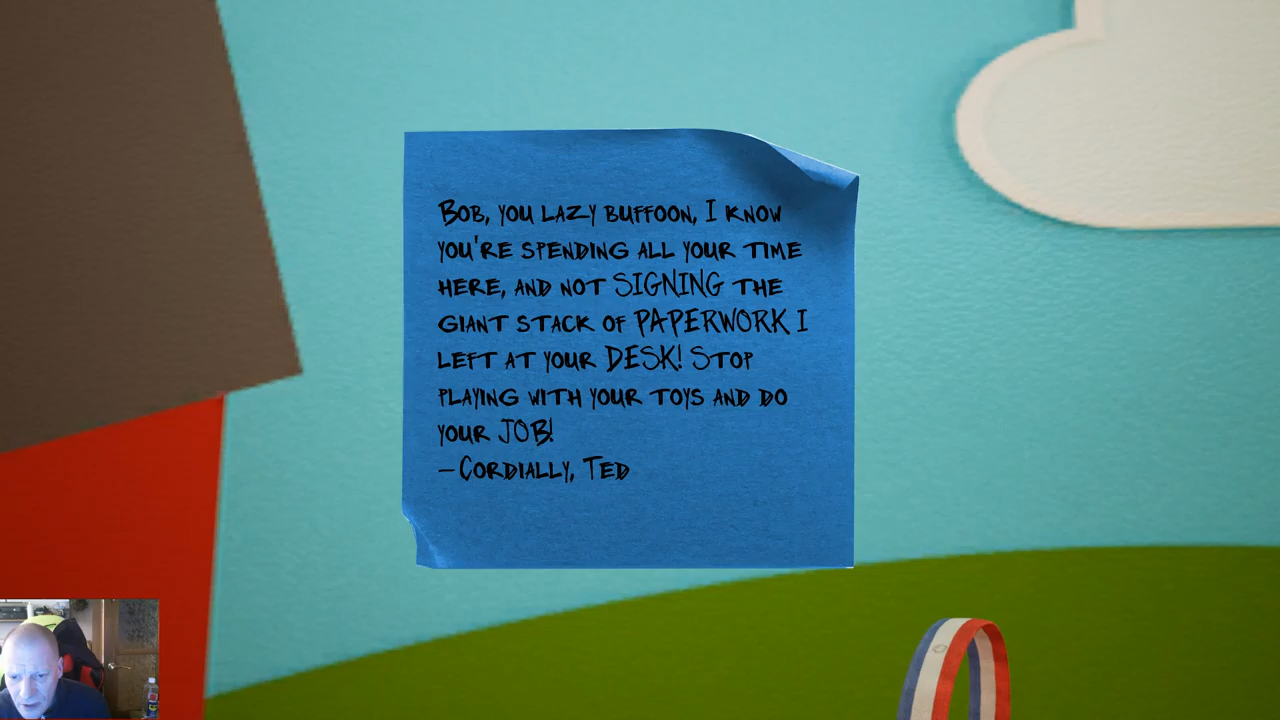 Bob, you lazy buffoon, I know
you're spending all your time
here, and not SIGNING the
giant stack of PAPERWORK I
left at your DESK! Stop
playing with your toys and do
your JOB!
—Cordially, Ted